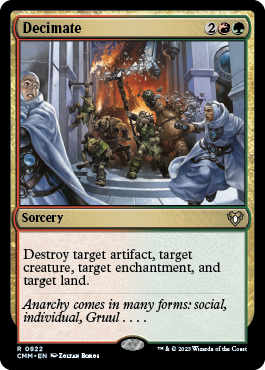 Decimate 2
Sorcery
Destroy target artifact, target
creature, target enchantment, and
target land.
Anarchy comes in many forms: social,
individual, Gruul . . . .
R 0922
CMM • EN ZOLTAN BOROS
™ & © 2023 Wizards of the Coast